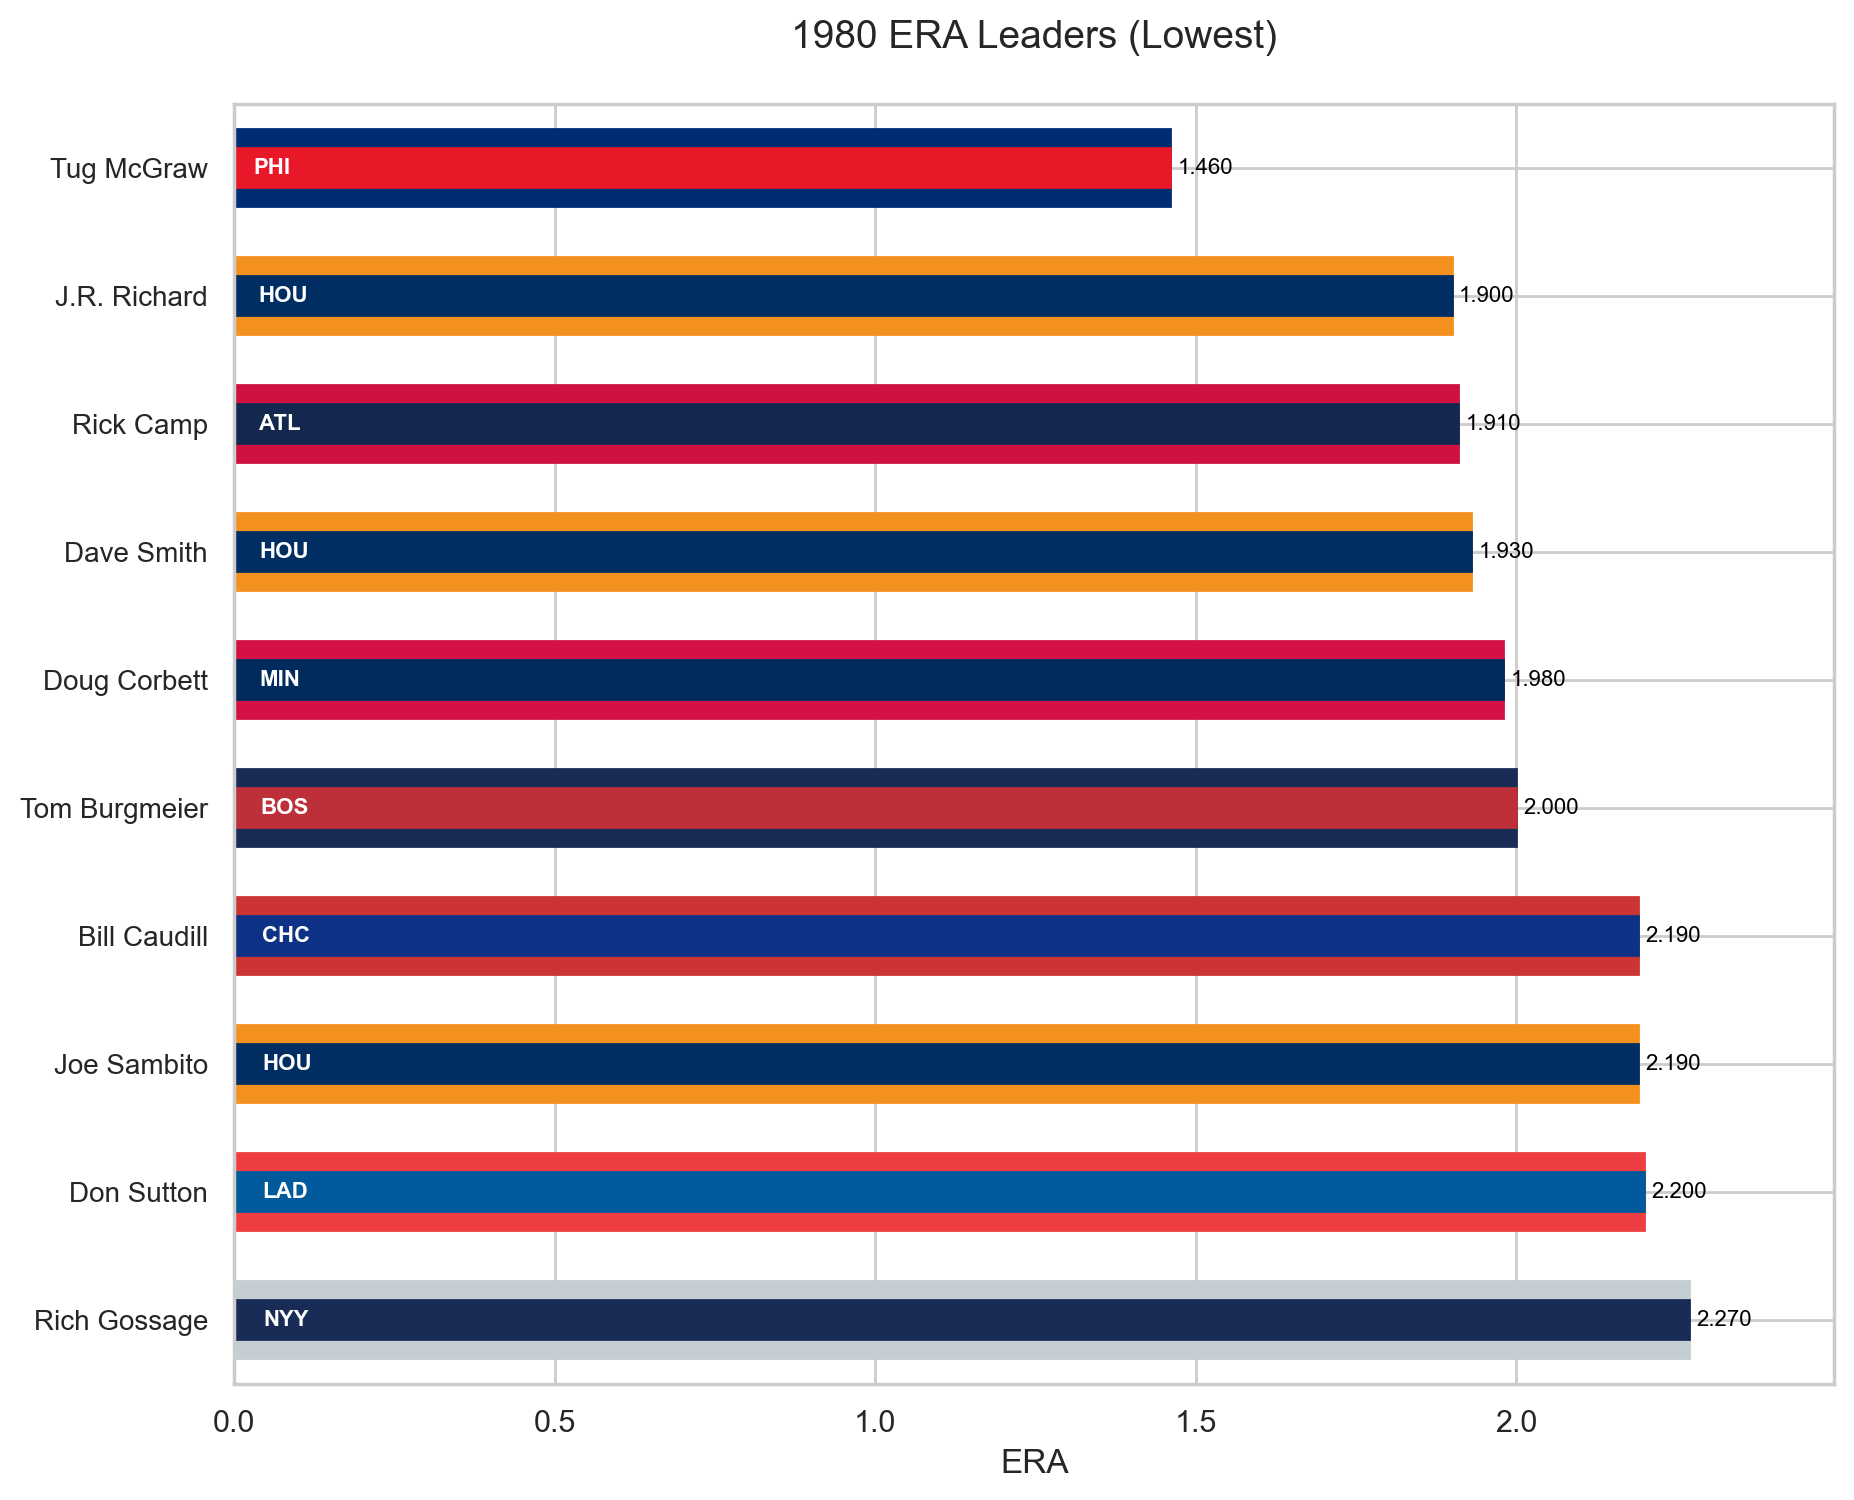 1980 ERA Leaders (Lowest)
Tug McGraw PHI 1.460
J.R. Richard HOU 1.900
Rick Camp ATL 1.910
Dave Smith HOU 1.930
Doug Corbett MIN 1.980
Tom Burgmeier BOS 2.000
Bill Caudill CHC 2.190
Joe Sambito HOU 2.190
Don Sutton LAD 2.200
Rich Gossage NYY 2.270
0.0 0.5 1.0 1.5 2.0
ERA